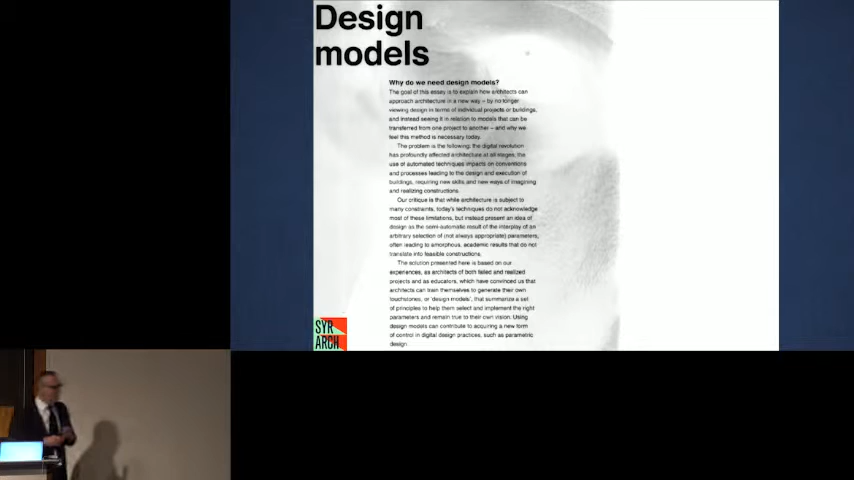 Design
models
Why do we need design models?
The goal of this essay is to explain how architects can
approach architecture in a new way – by no longer
viewing design in terms of individual projects or buildings,
and instead seeing it in relation to models that can be
transferred from one project to another – and why we
feel this method is necessary today.
The problem is the following: the digital revolution
has profoundly affected architecture at all stages; the
use of automated techniques impacts on conventions
and processes leading to the design and execution of
buildings, requiring new skills and new ways of imagining
and realizing constructions.
Our critique is that while architecture is subject to
many constraints, today's techniques do not acknowledge
most of these limitations, but instead present an idea of
design as the semi-automatic result of the interplay of an
arbitrary selection of (not always appropriate) parameters,
often leading to amorphous, academic results that do not
translate into feasible constructions.
The solution presented here is based on our
experiences, as architects of both failed and realized
projects and as educators, which have convinced us that
architects can train themselves to generate their own
touchstones, or 'design models', that summarize a set
of principles to help them select and implement the right
parameters and remain true to their own vision. Using
design models can contribute to acquiring a new form
of control in digital design practices, such as parametric
design.
SYR
ARCH